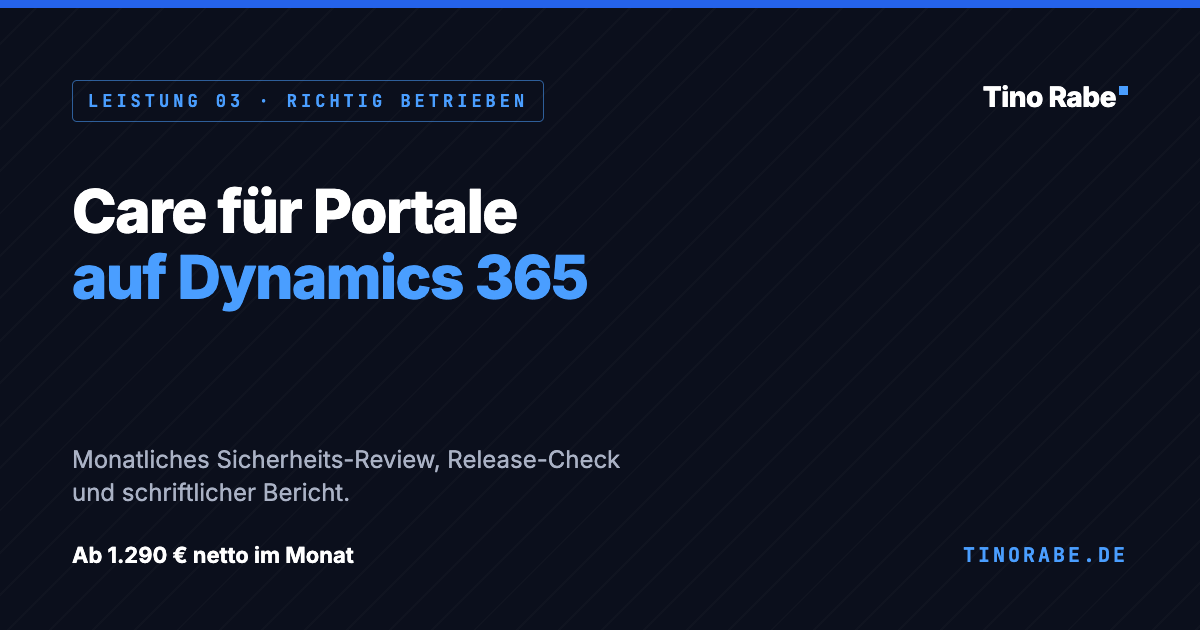 LEISTUNG 03 · RICHTIG BETRIEBEN
Tino Rabe
Care für Portale
auf Dynamics 365
Monatliches Sicherheits-Review, Release-Check
und schriftlicher Bericht.
Ab 1.290 € netto im Monat
TINORABE.DE